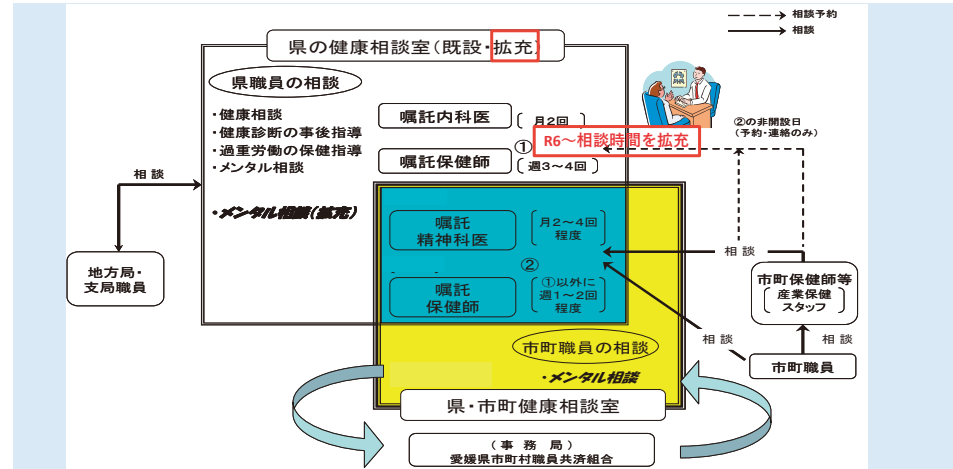 相談予約
相談
県の健康相談室（既設・拡充）
県職員の相談
・健康相談
・健康診断の事後指導
・過重労働の保健指導
・メンタル相談
・メンタル相談（拡充）
嘱託内科医
月2回
①
R6～相談時間を拡充
嘱託保健師
週3～4回
②の非開設日
（予約・連絡のみ）
相談
地方局・
支局職員
嘱託
精神科医
月2～4回
程度
②
嘱託
保健師
①以外に
週1～2回
程度
相談
市町保健師等
産業保健
スタッフ
相談
相談
市町職員
市町職員の相談
・メンタル相談
県・市町健康相談室
（事務局）
愛媛県市町村職員共済組合